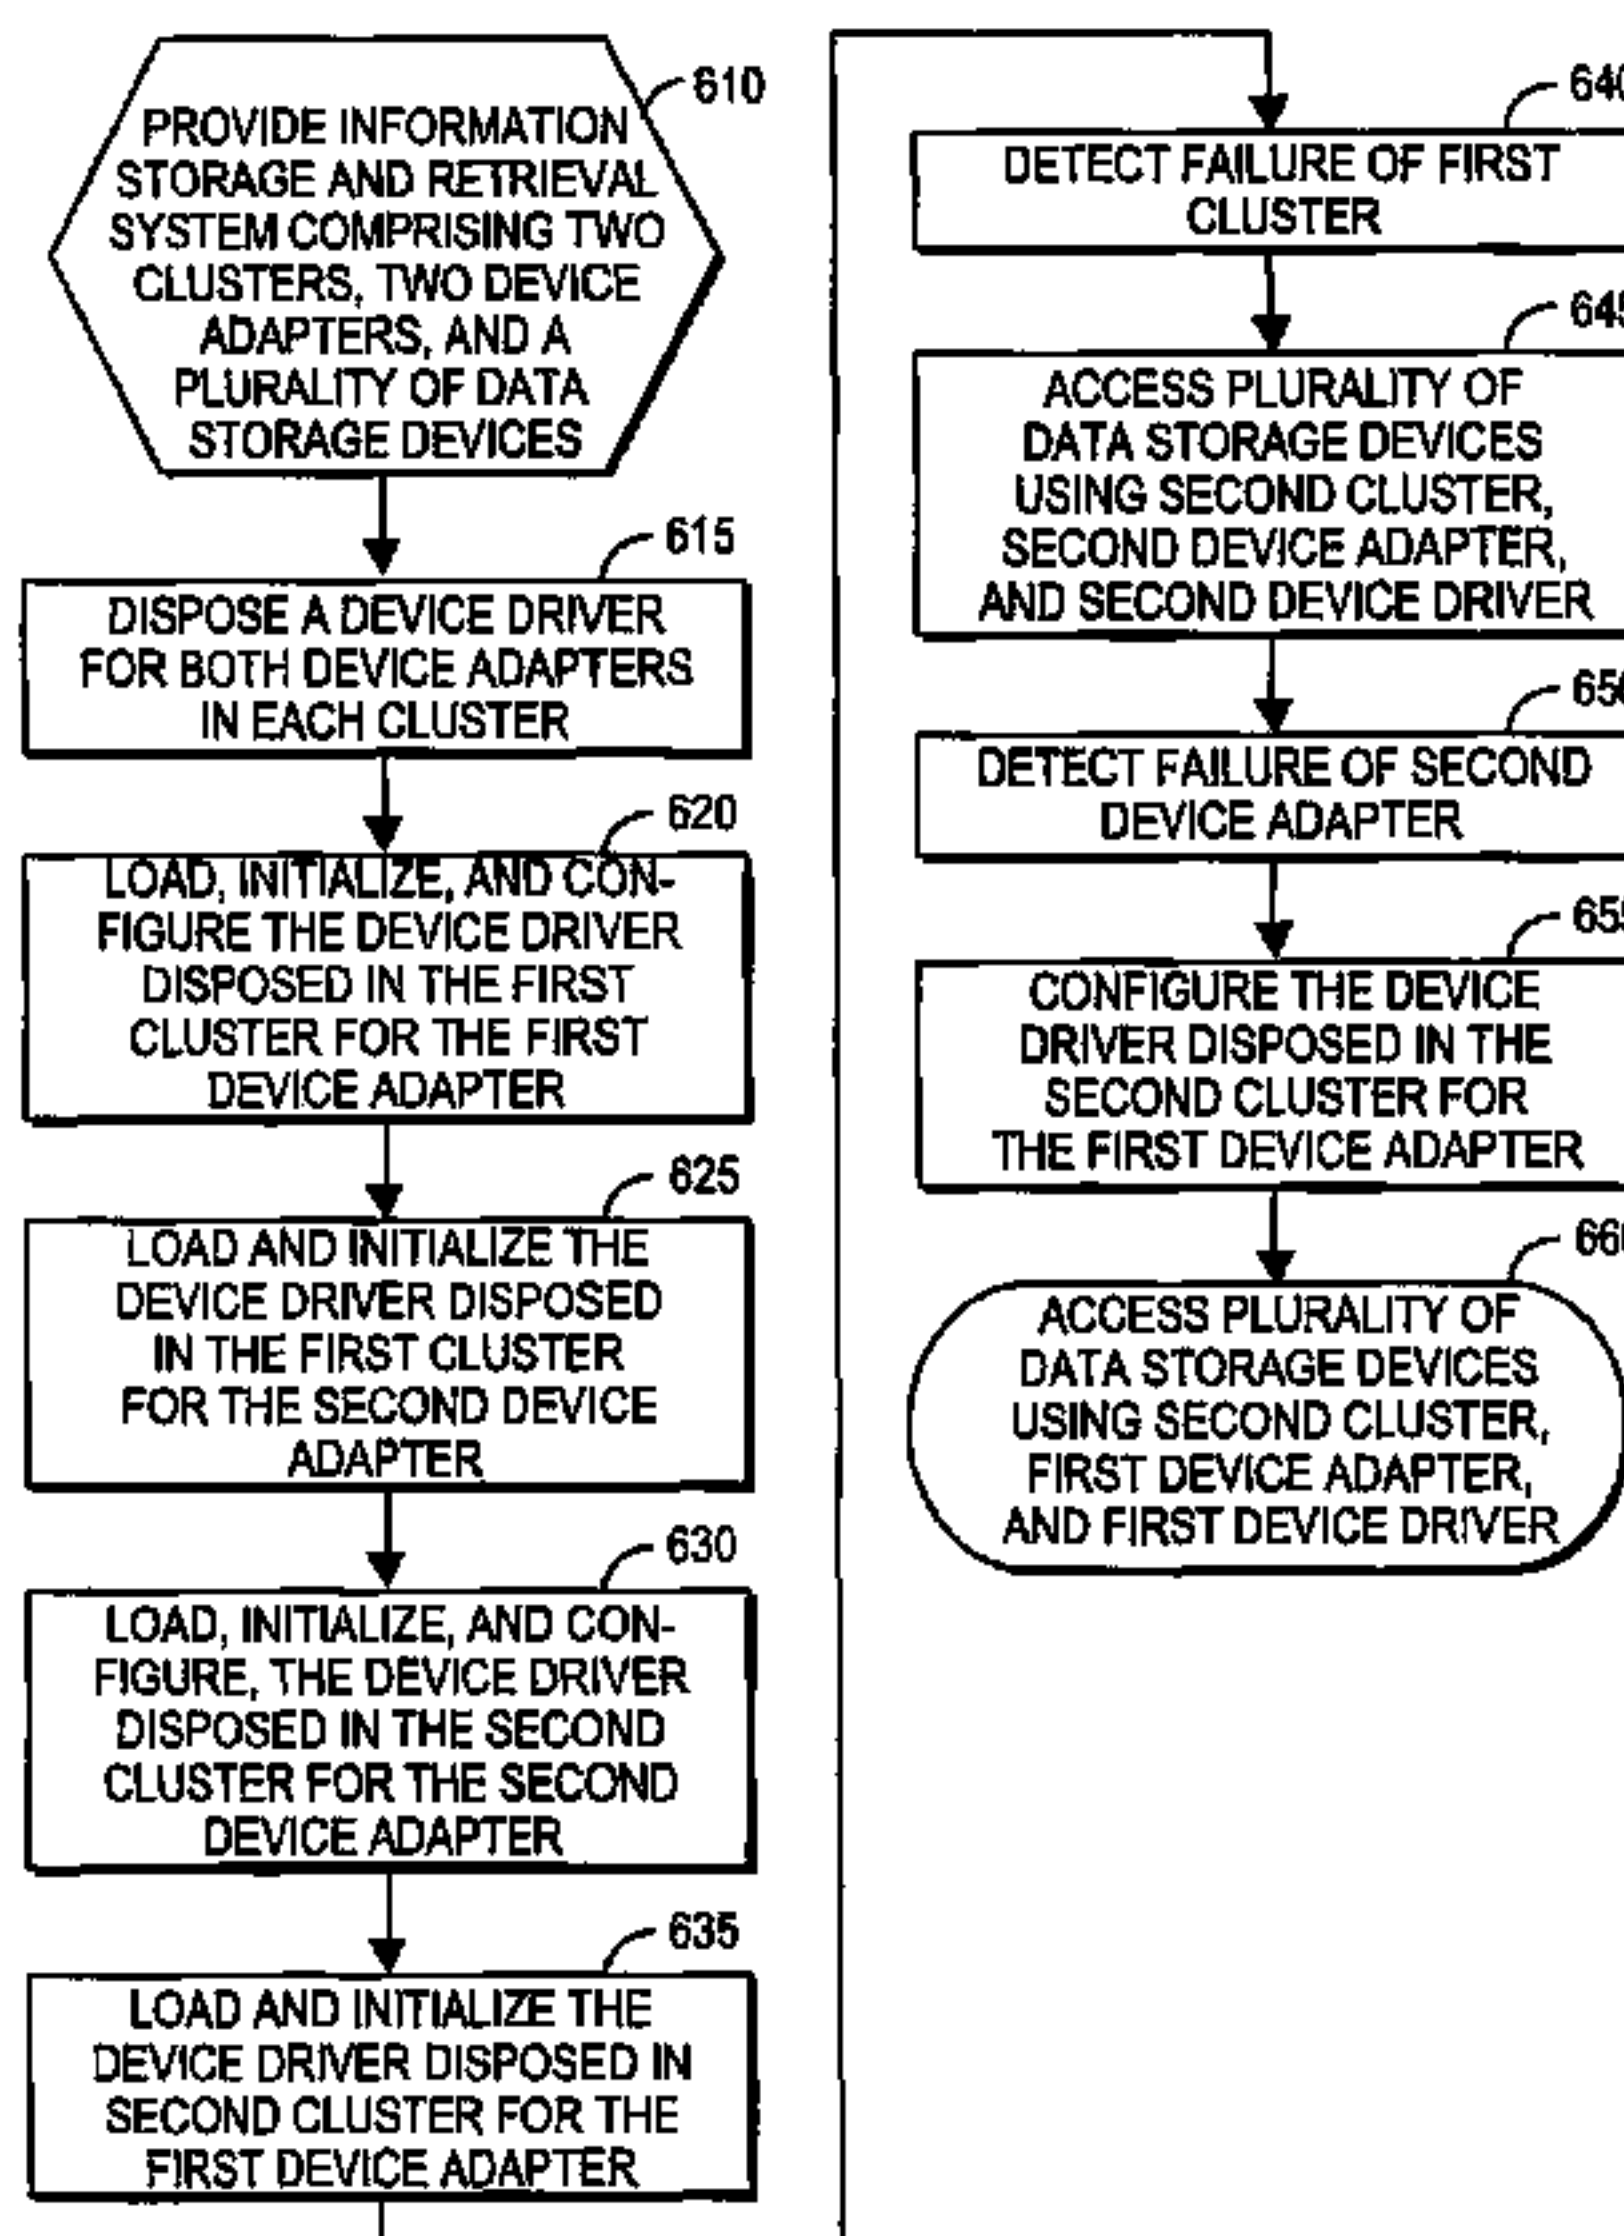 610
PROVIDE INFORMATION
STORAGE AND RETRIEVAL
SYSTEM COMPRISING TWO
CLUSTERS, TWO DEVICE
ADAPTERS, AND A
PLURALITY OF DATA
STORAGE DEVICES
615
DISPOSE A DEVICE DRIVER
FOR BOTH DEVICE ADAPTERS
IN EACH CLUSTER
620
LOAD, INITIALIZE, AND CON-
FIGURE THE DEVICE DRIVER
DISPOSED IN THE FIRST
CLUSTER FOR THE FIRST
DEVICE ADAPTER
625
LOAD AND INITIALIZE THE
DEVICE DRIVER DISPOSED
IN THE FIRST CLUSTER
FOR THE SECOND DEVICE
ADAPTER
630
LOAD, INITIALIZE, AND CON-
FIGURE, THE DEVICE DRIVER
DISPOSED IN THE SECOND
CLUSTER FOR THE SECOND
DEVICE ADAPTER
635
LOAD AND INITIALIZE THE
DEVICE DRIVER DISPOSED IN
SECOND CLUSTER FOR THE
FIRST DEVICE ADAPTER
640
DETECT FAILURE OF FIRST
CLUSTER
645
ACCESS PLURALITY OF
DATA STORAGE DEVICES
USING SECOND CLUSTER,
SECOND DEVICE ADAPTER,
AND SECOND DEVICE DRIVER
650
DETECT FAILURE OF SECOND
DEVICE ADAPTER
655
CONFIGURE THE DEVICE
DRIVER DISPOSED IN THE
SECOND CLUSTER FOR
THE FIRST DEVICE ADAPTER
660
ACCESS PLURALITY OF
DATA STORAGE DEVICES
USING SECOND CLUSTER,
FIRST DEVICE ADAPTER,
AND FIRST DEVICE DRIVER